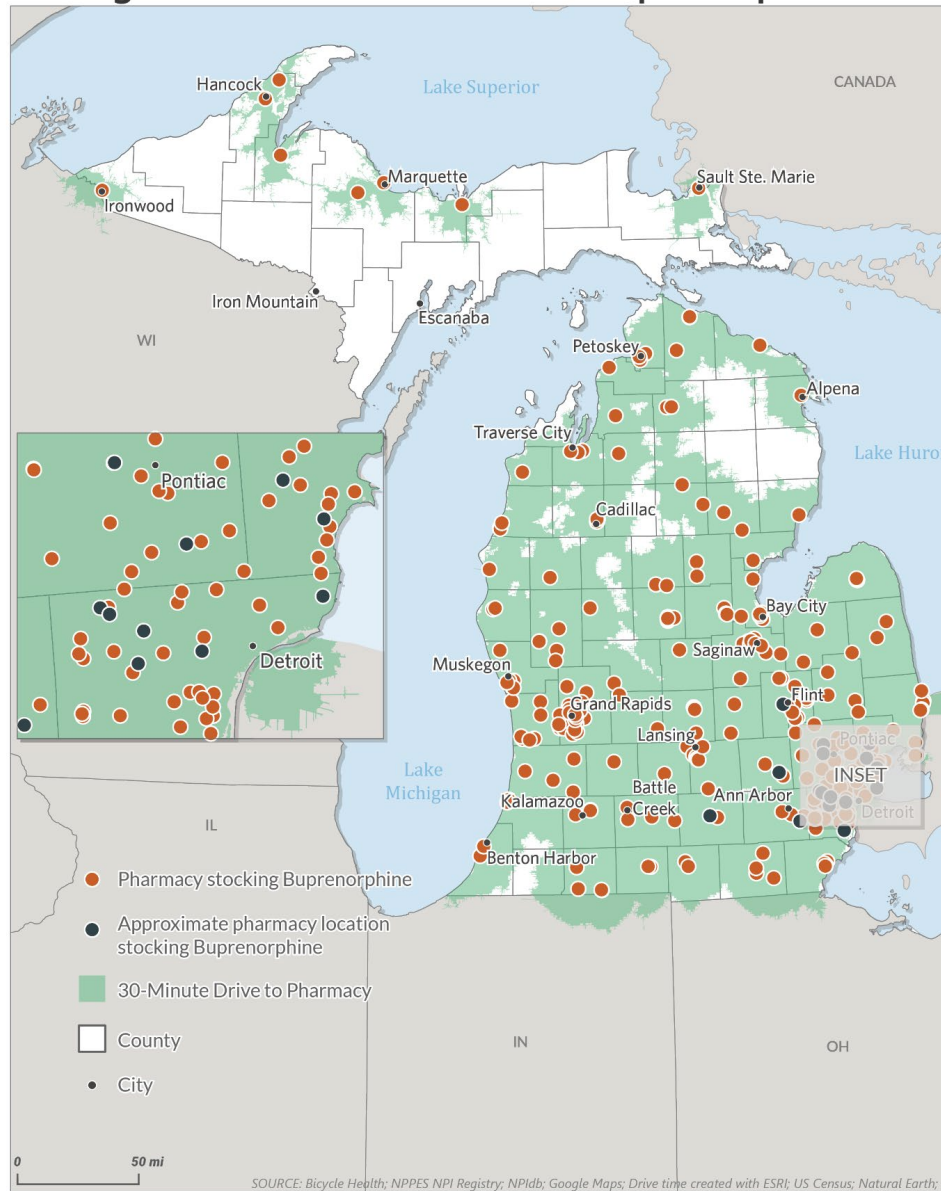 Hancock
Lake Superior
CANADA
Marquette
Sault Ste. Marie
Ironwood
Iron Mountain
Escanaba
WI
Petoskey
Alpena
Traverse City
Lake Huro
Pontiac
Cadillac
Bay City
Saginaw
Detroit
Muskegon
Flint
Grand Rapids
Lansing
Pontiac
INSET
Lake
Michigan
Battle
Creek
Kalamazoo
Ann Arbor
Detroit
IL
Benton Harbor
Pharmacy stocking Buprenorphine
Approximate pharmacy location
stocking Buprenorphine
30-Minute Drive to Pharmacy
County
IN
OH
City
0 50 mi
SOURCE: Bicycle Health; NPPES NPI Registry; NPIdb; Google Maps; Drive time created with ESRI; US Census; Natural Earth;